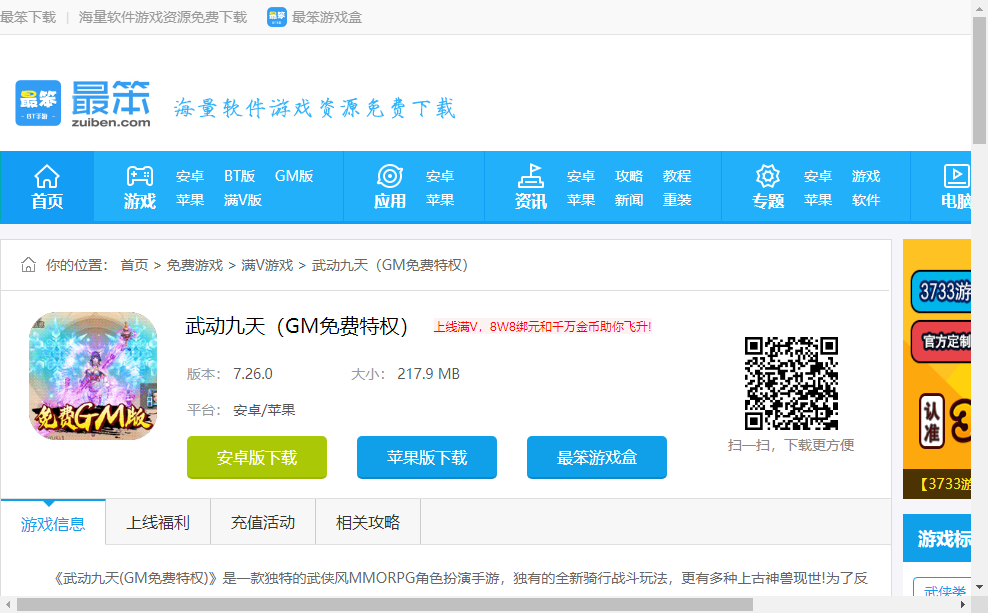 最笨下载 | 海量软件游戏资源免费下载 最笨 最笨游戏盒
最笨 -BT手游- 最笨 zuiben.com 海量软件游戏资源免费下载
首页
游戏 安卓 BT版 GM版
苹果 满V版
应用 安卓
苹果
资讯 安卓 攻略 教程
苹果 新闻 重装
专题 安卓 游戏
苹果 软件
电脑
你的位置: 首页 > 免费游戏 > 满V游戏 > 武动九天（GM免费特权）
免费GM版
武动九天（GM免费特权） 上线满V，8W8绑元和千万金币助你飞升!
版本: 7.26.0 大小: 217.9 MB
平台: 安卓/苹果
安卓版下载 苹果版下载 最笨游戏盒
扫一扫，下载更方便
3733游
官方定制
认准 3
【3733游
游戏信息 上线福利 充值活动 相关攻略
游戏标
武侠类
《武动九天(GM免费特权)》是一款独特的武侠风MMORPG角色扮演手游，独有的全新骑行战斗玩法，更有多种上古神兽现世!为了反